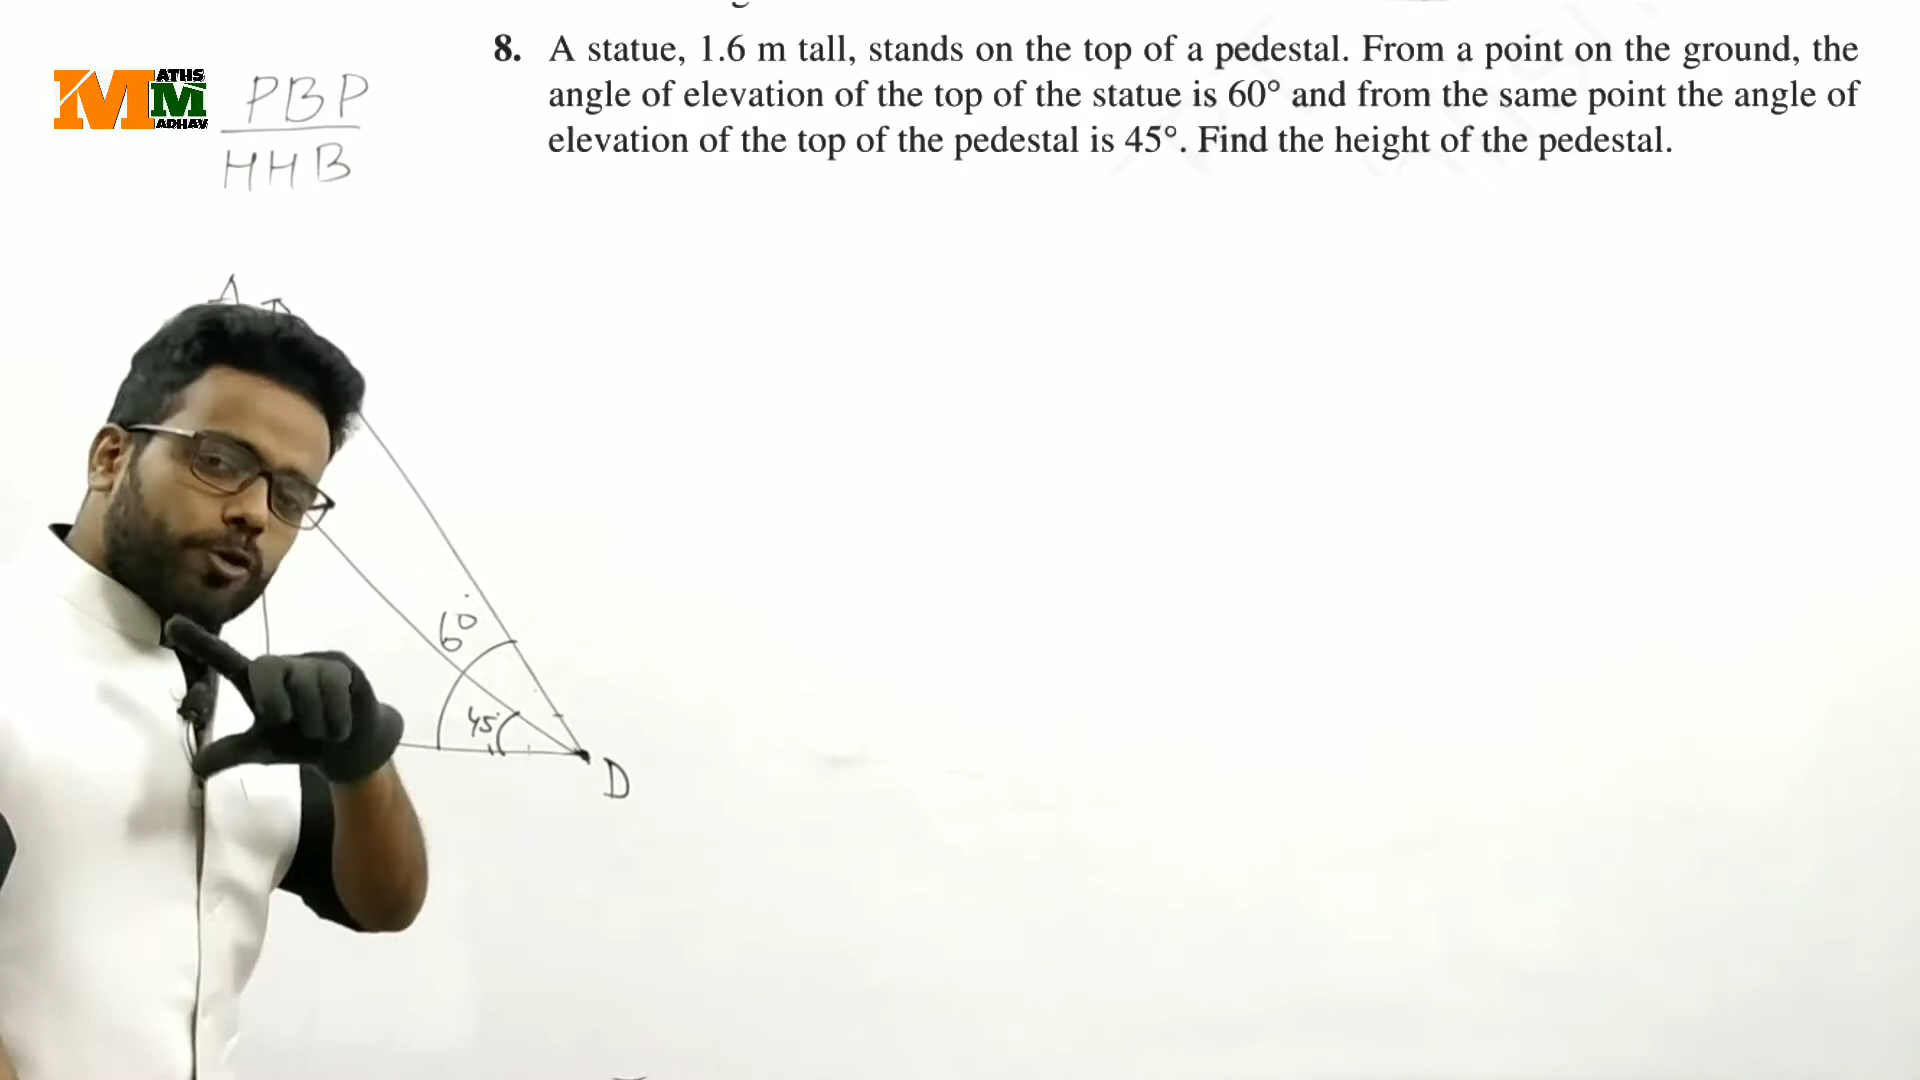 8. A statue, 1.6 m tall, stands on the top of a pedestal. From a point on the ground, the
angle of elevation of the top of the statue is 60° and from the same point the angle of
elevation of the top of the pedestal is 45°. Find the height of the pedestal.
MATHS
MADHAV
PBP
HHB
A
60°
45°
D